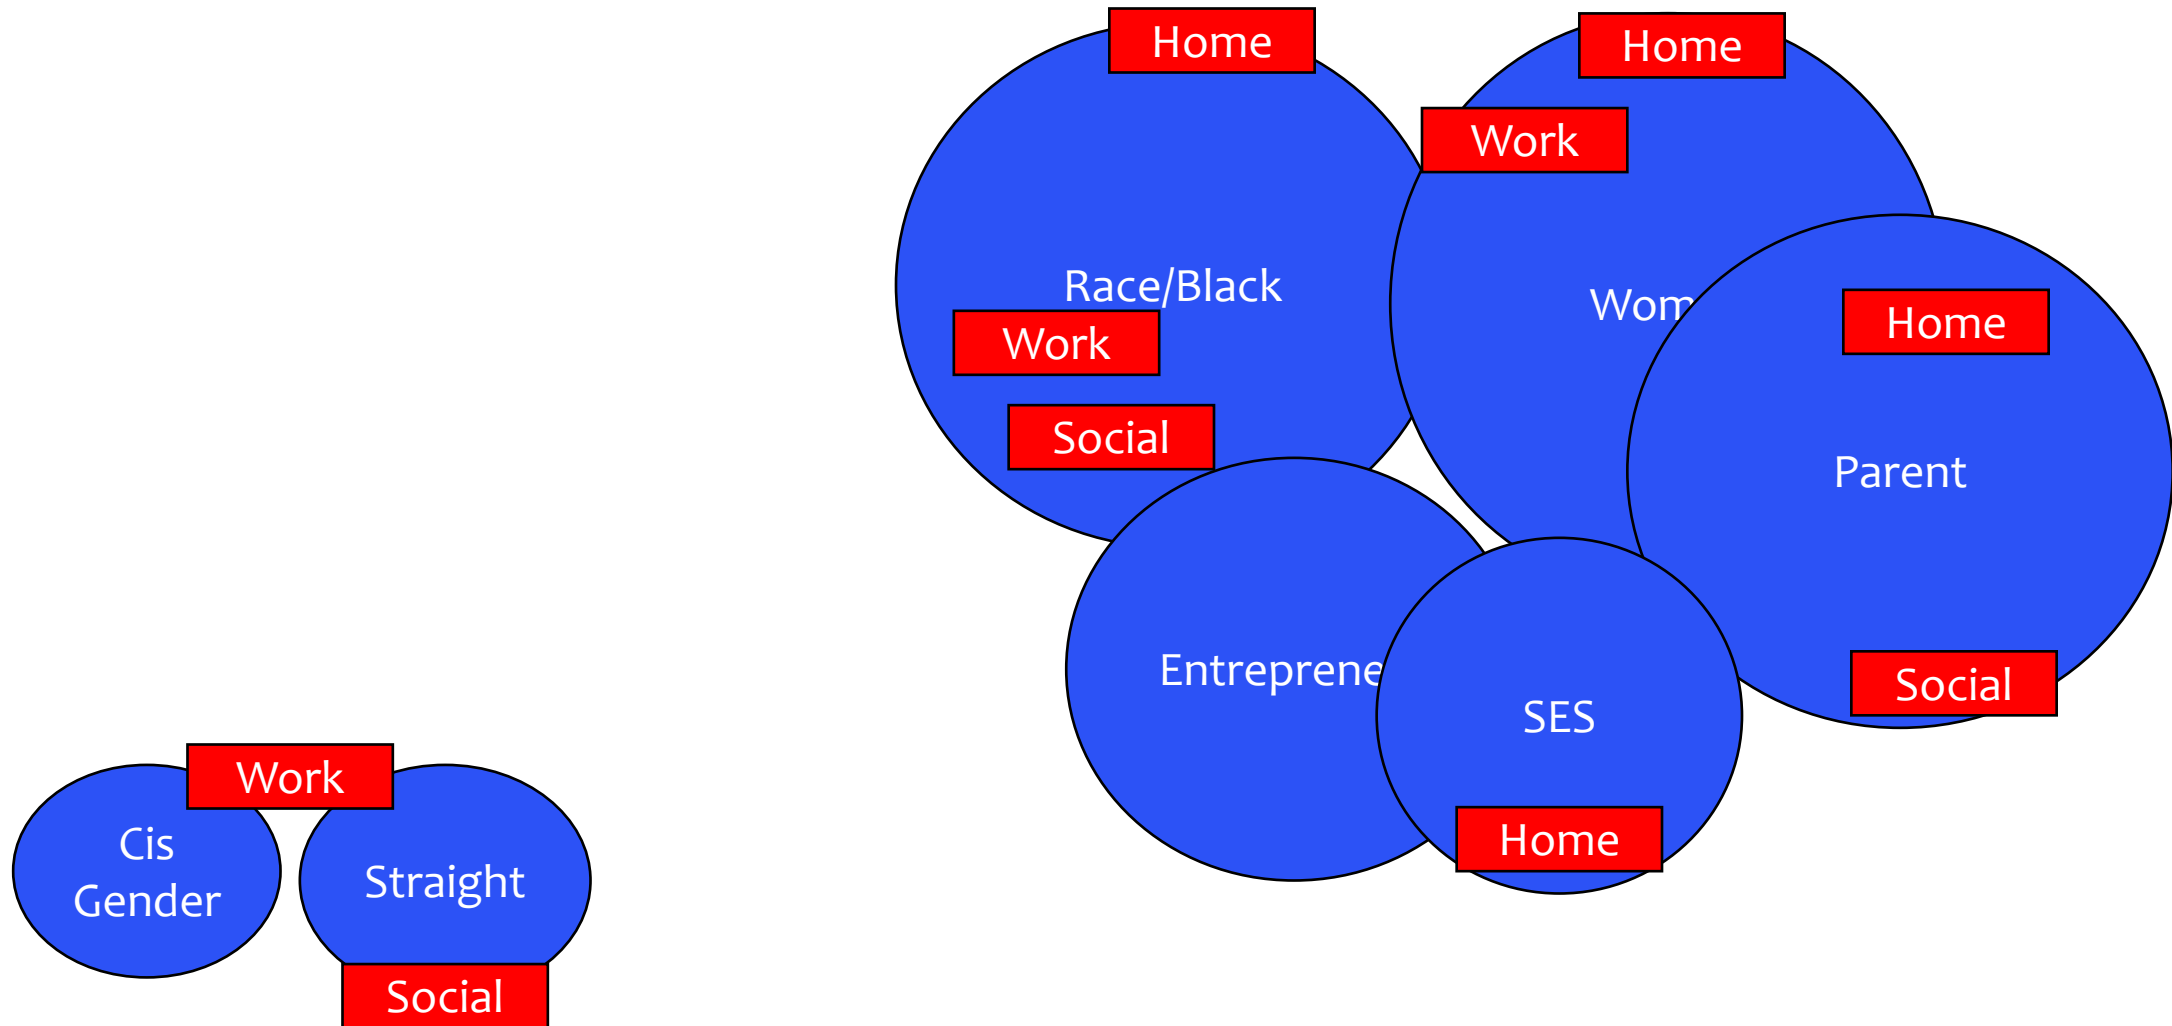 Home
Home
Work
Race/Black
Wom
Home
Work
Social
Parent
Entreprene
SES
Social
Home
Work
Cis
Gender
Straight
Social